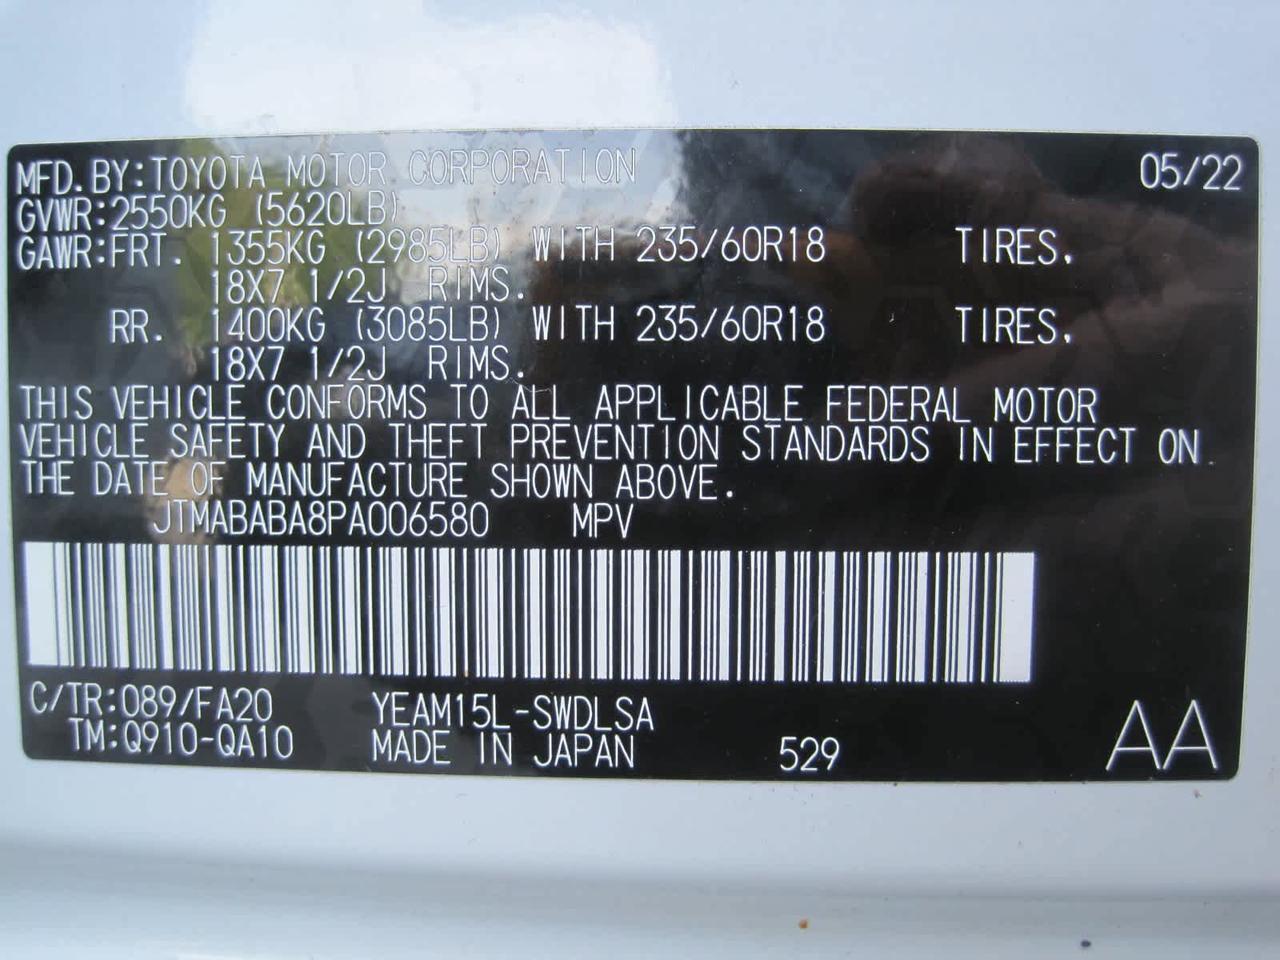 MFD.BY:TOYOTA MOTOR CORPORATION 05/22
GVWR:2550KG (5620LB)
GAWR:FRT. 1355KG (2985LB) WITH 235/60R18 TIRES.
18X7 1/2J RIMS.
RR. 1400KG (3085LB) WITH 235/60R18 TIRES.
18X7 1/2J RIMS.
THIS VEHICLE CONFORMS TO ALL APPLICABLE FEDERAL MOTOR
VEHICLE SAFETY AND THEFT PREVENTION STANDARDS IN EFFECT ON
THE DATE OF MANUFACTURE SHOWN ABOVE.
JTMABABA8PA006580 MPV
C/TR:089/FA20 YEAM15L-SWDLSA
TM:Q910-QA10 MADE IN JAPAN 529 AA